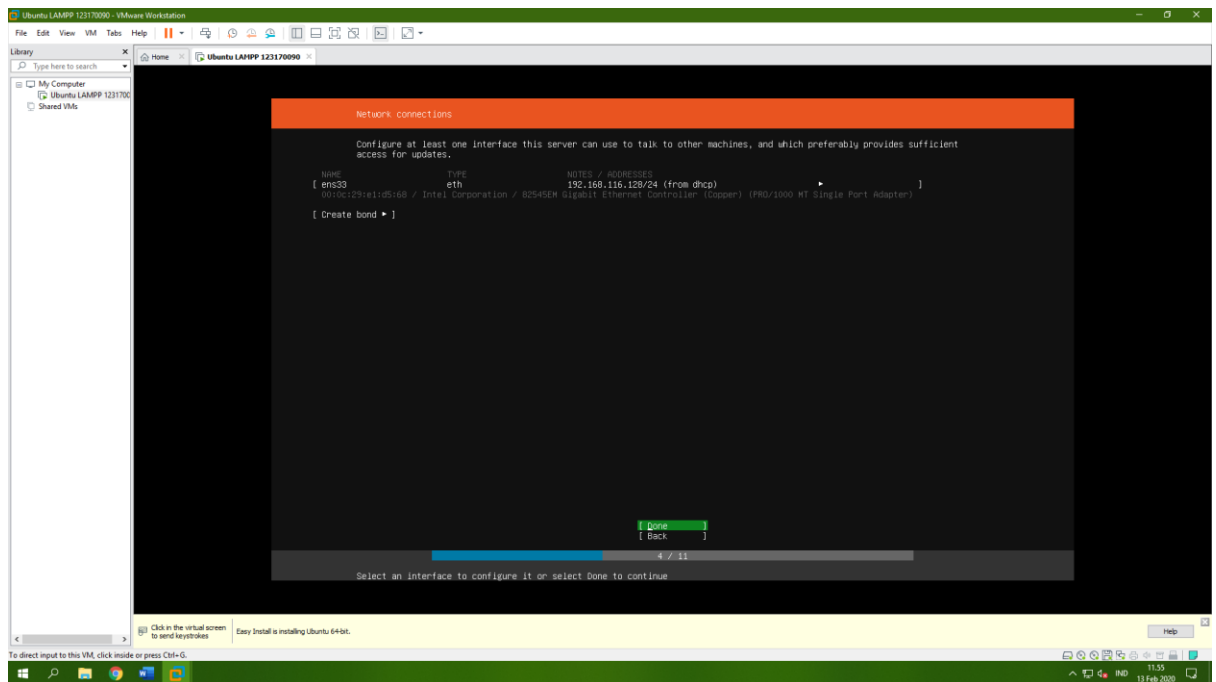 Ubuntu LAMPP 123170090 - VMware Workstation
File Edit View VM Tabs Help
Library
Type here to search
My Computer
Ubuntu LAMPP 1231700
Shared VMs
Home
Ubuntu LAMPP 123170090
Network connections
Configure at least one interface this server can use to talk to other machines, and which preferably provides sufficient
access for updates.
NAME TYPE NOTES / ADDRESSES
[ ens33 eth 192.168.116.128/24 (from dhcp) ▸ ]
00:0c:29:e1:d5:68 / Intel Corporation / 82545EM Gigabit Ethernet Controller (Copper) (PRO/1000 MT Single Port Adapter)
[ Create bond ▸ ]
[ Done ]
[ Back ]
4 / 11
Select an interface to configure it or select Done to continue
Click in the virtual screen
to send keystrokes
Easy Install is installing Ubuntu 64-bit.
Help
To direct input to this VM, click inside or press Ctrl+G.
IND
11.55
13 Feb 2020